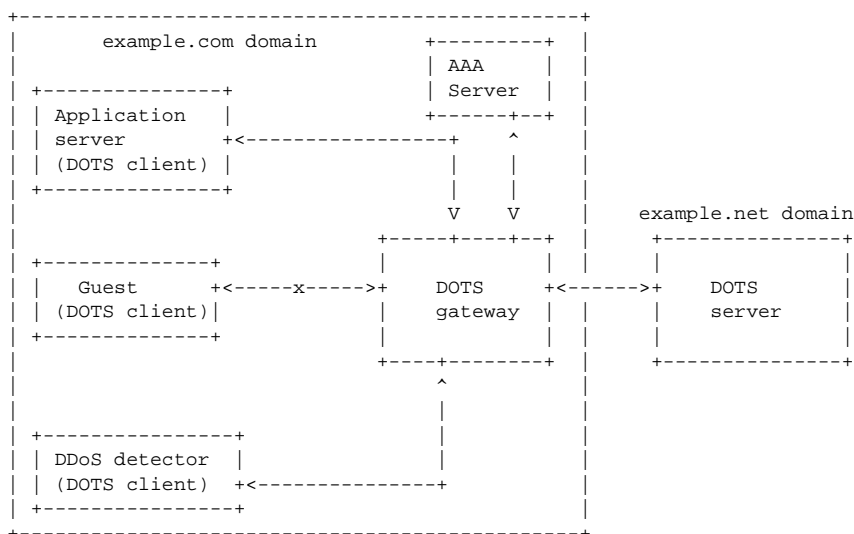 example.com domain
AAA
Server
Application
server
(DOTS client)
example.net domain
Guest
(DOTS client)
x
DOTS
gateway
DOTS
server
DDoS detector
(DOTS client)